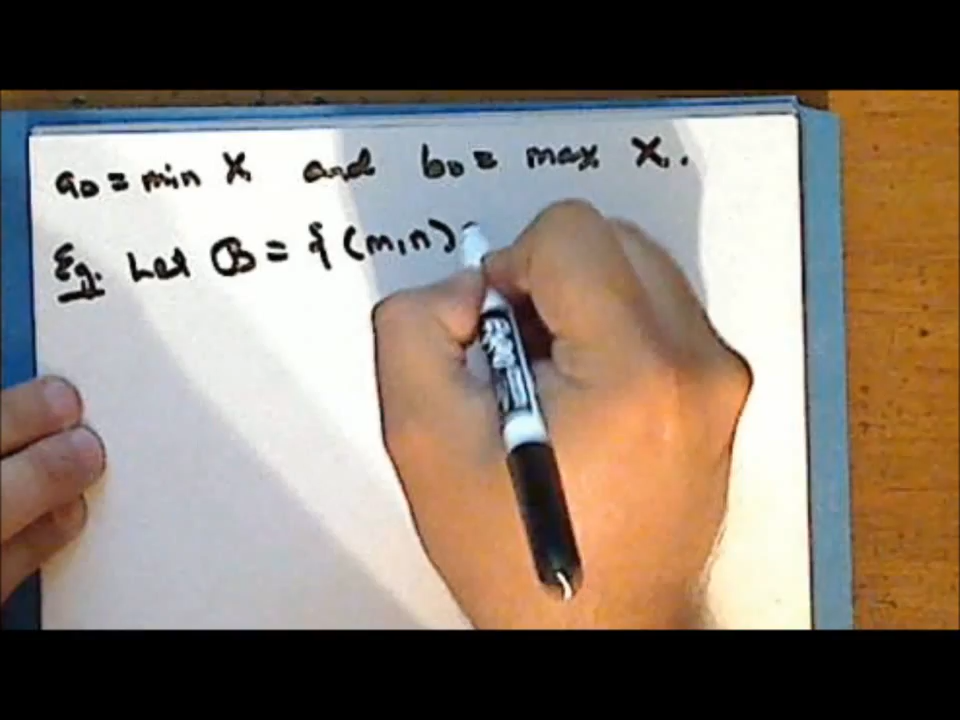 a₀ = min X, and b₀ = max X.
Eg. Let B = { (m,n)